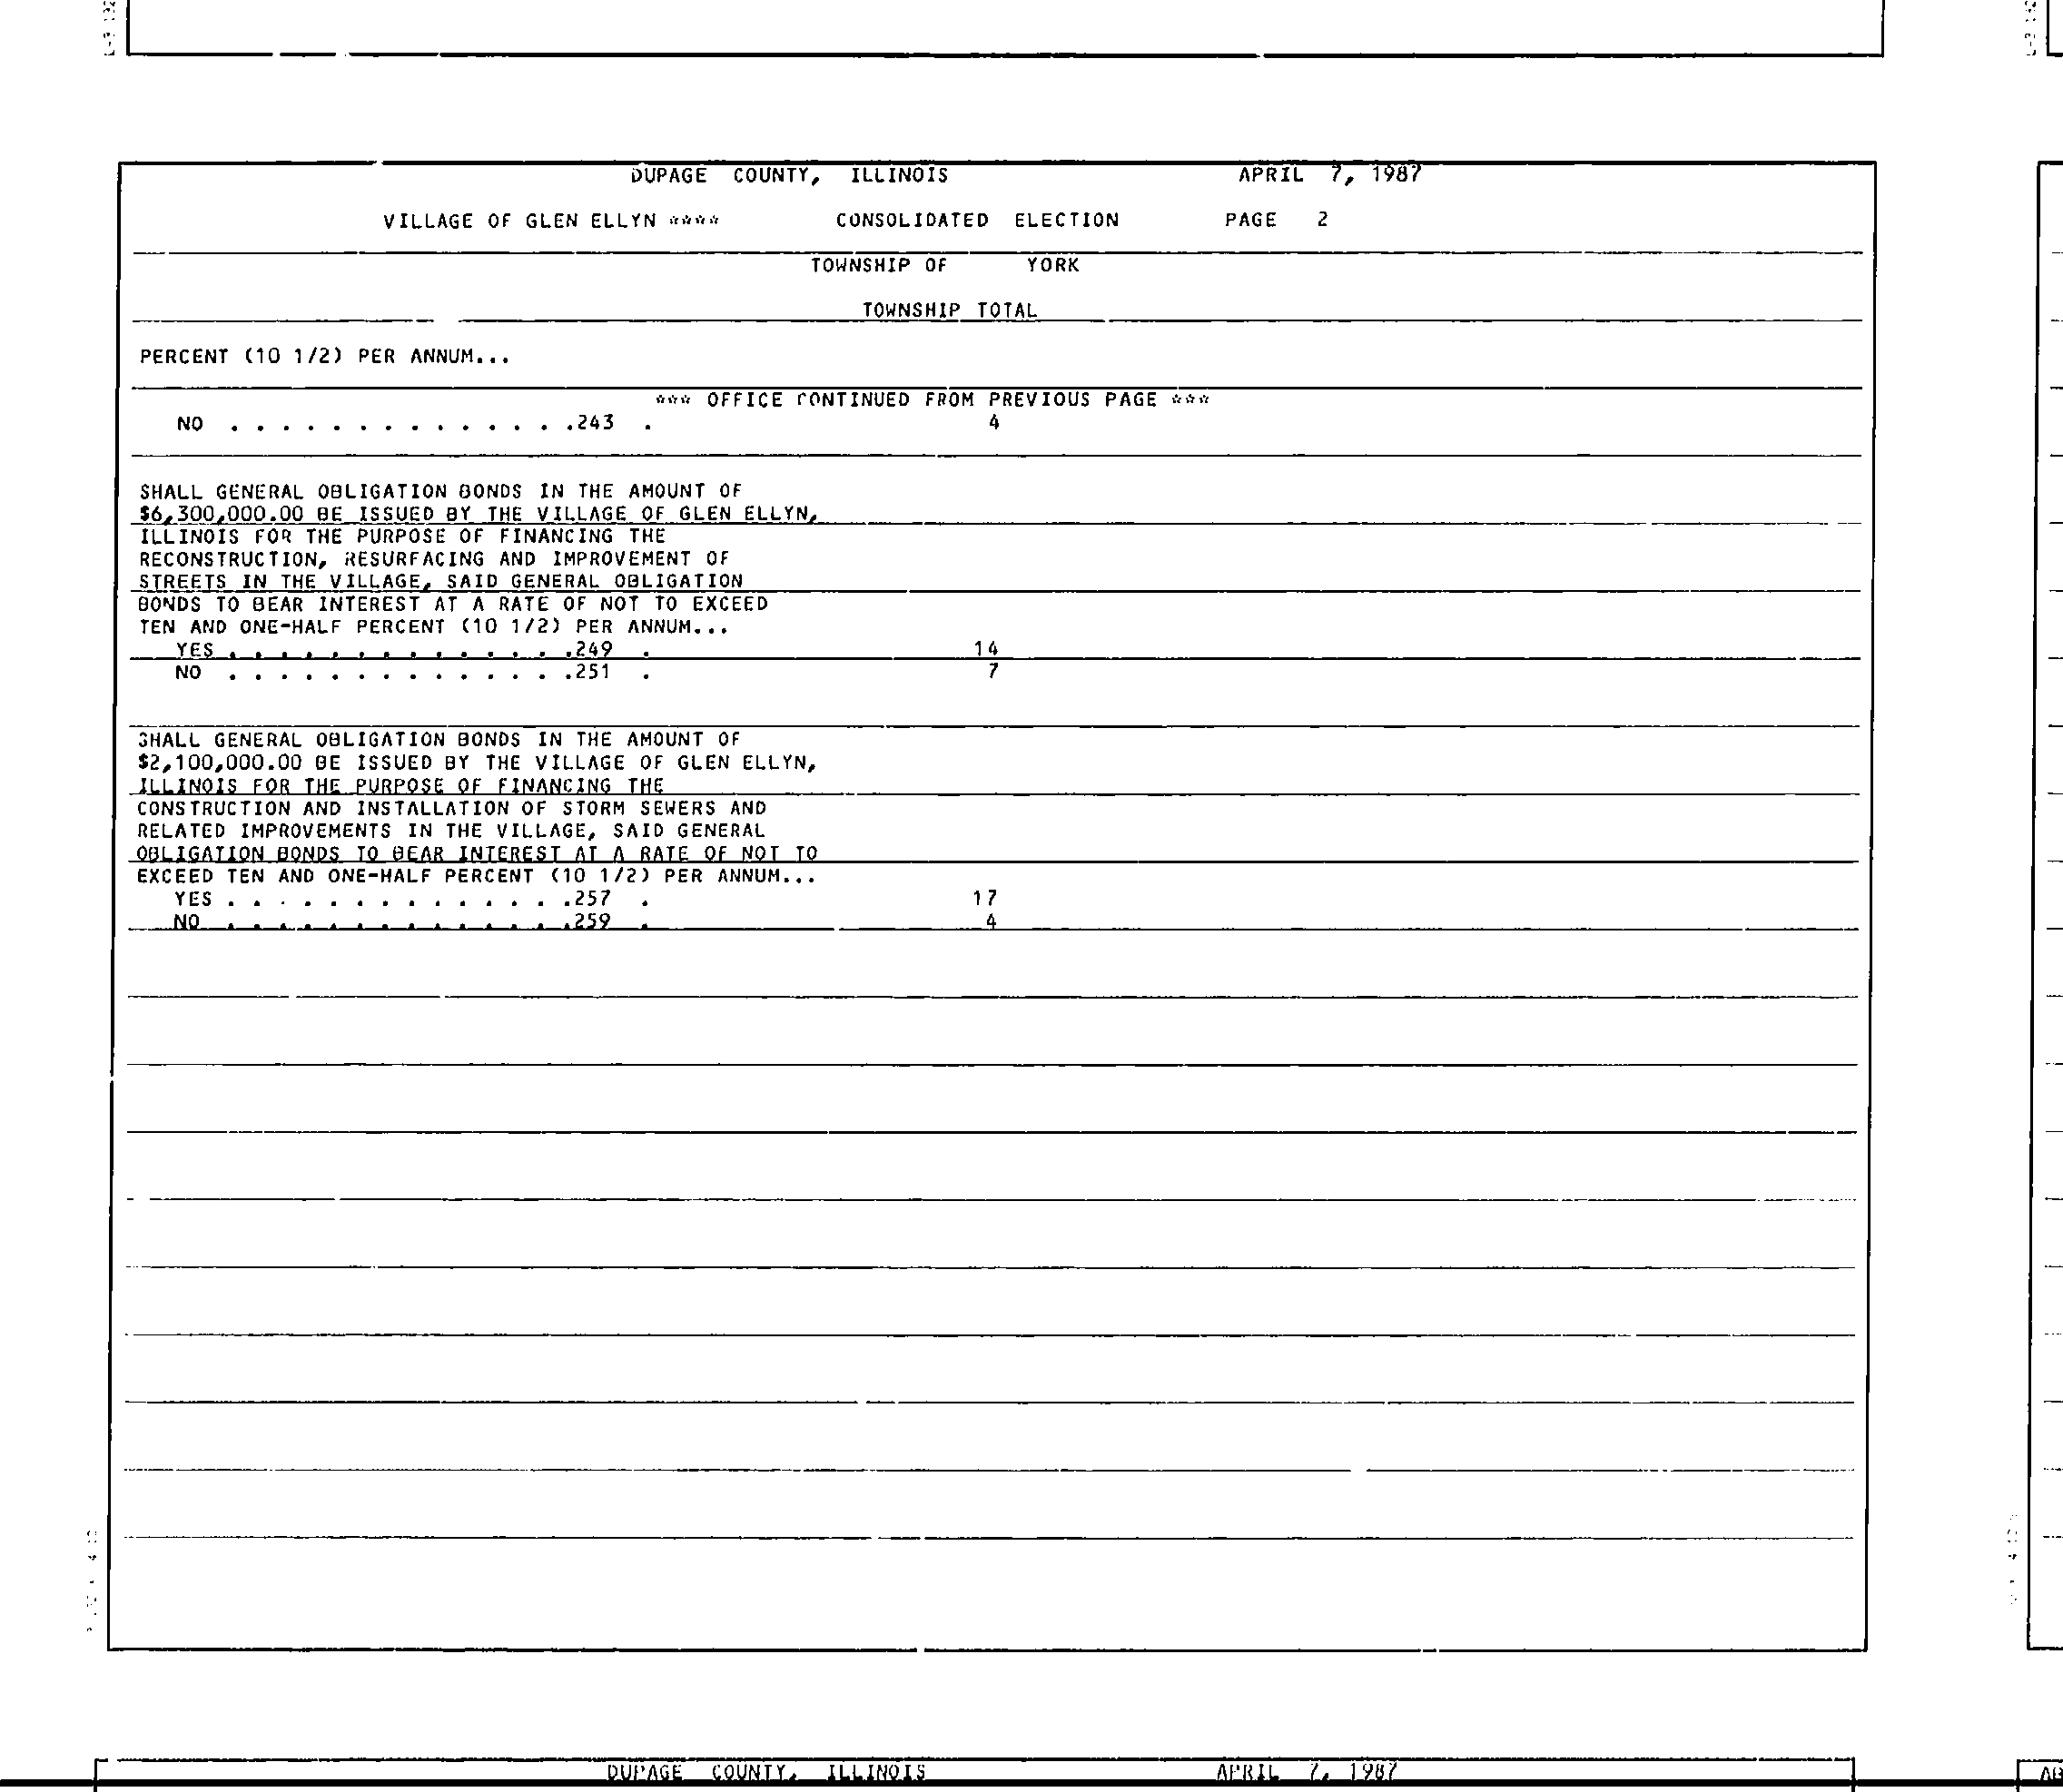 DUPAGE COUNTY, ILLINOIS APRIL 7, 1987
VILLAGE OF GLEN ELLYN **** CONSOLIDATED ELECTION PAGE 2
TOWNSHIP OF YORK
TOWNSHIP TOTAL
PERCENT (10 1/2) PER ANNUM...
*** OFFICE CONTINUED FROM PREVIOUS PAGE ***
NO . . . . . . . . . . . . . .243 . 4
SHALL GENERAL OBLIGATION BONDS IN THE AMOUNT OF
$6,300,000.00 BE ISSUED BY THE VILLAGE OF GLEN ELLYN,
ILLINOIS FOR THE PURPOSE OF FINANCING THE
RECONSTRUCTION, RESURFACING AND IMPROVEMENT OF
STREETS IN THE VILLAGE, SAID GENERAL OBLIGATION
BONDS TO BEAR INTEREST AT A RATE OF NOT TO EXCEED
TEN AND ONE-HALF PERCENT (10 1/2) PER ANNUM...
YES . . . . . . . . . . . . . .249 . 14
NO . . . . . . . . . . . . . .251 . 7
SHALL GENERAL OBLIGATION BONDS IN THE AMOUNT OF
$2,100,000.00 BE ISSUED BY THE VILLAGE OF GLEN ELLYN,
ILLINOIS FOR THE PURPOSE OF FINANCING THE
CONSTRUCTION AND INSTALLATION OF STORM SEWERS AND
RELATED IMPROVEMENTS IN THE VILLAGE, SAID GENERAL
OBLIGATION BONDS TO BEAR INTEREST AT A RATE OF NOT TO
EXCEED TEN AND ONE-HALF PERCENT (10 1/2) PER ANNUM...
YES . . . . . . . . . . . . . .257 . 17
NO . . . . . . . . . . . . . .259 . 4
DUPAGE COUNTY, ILLINOIS APRIL 7, 1987